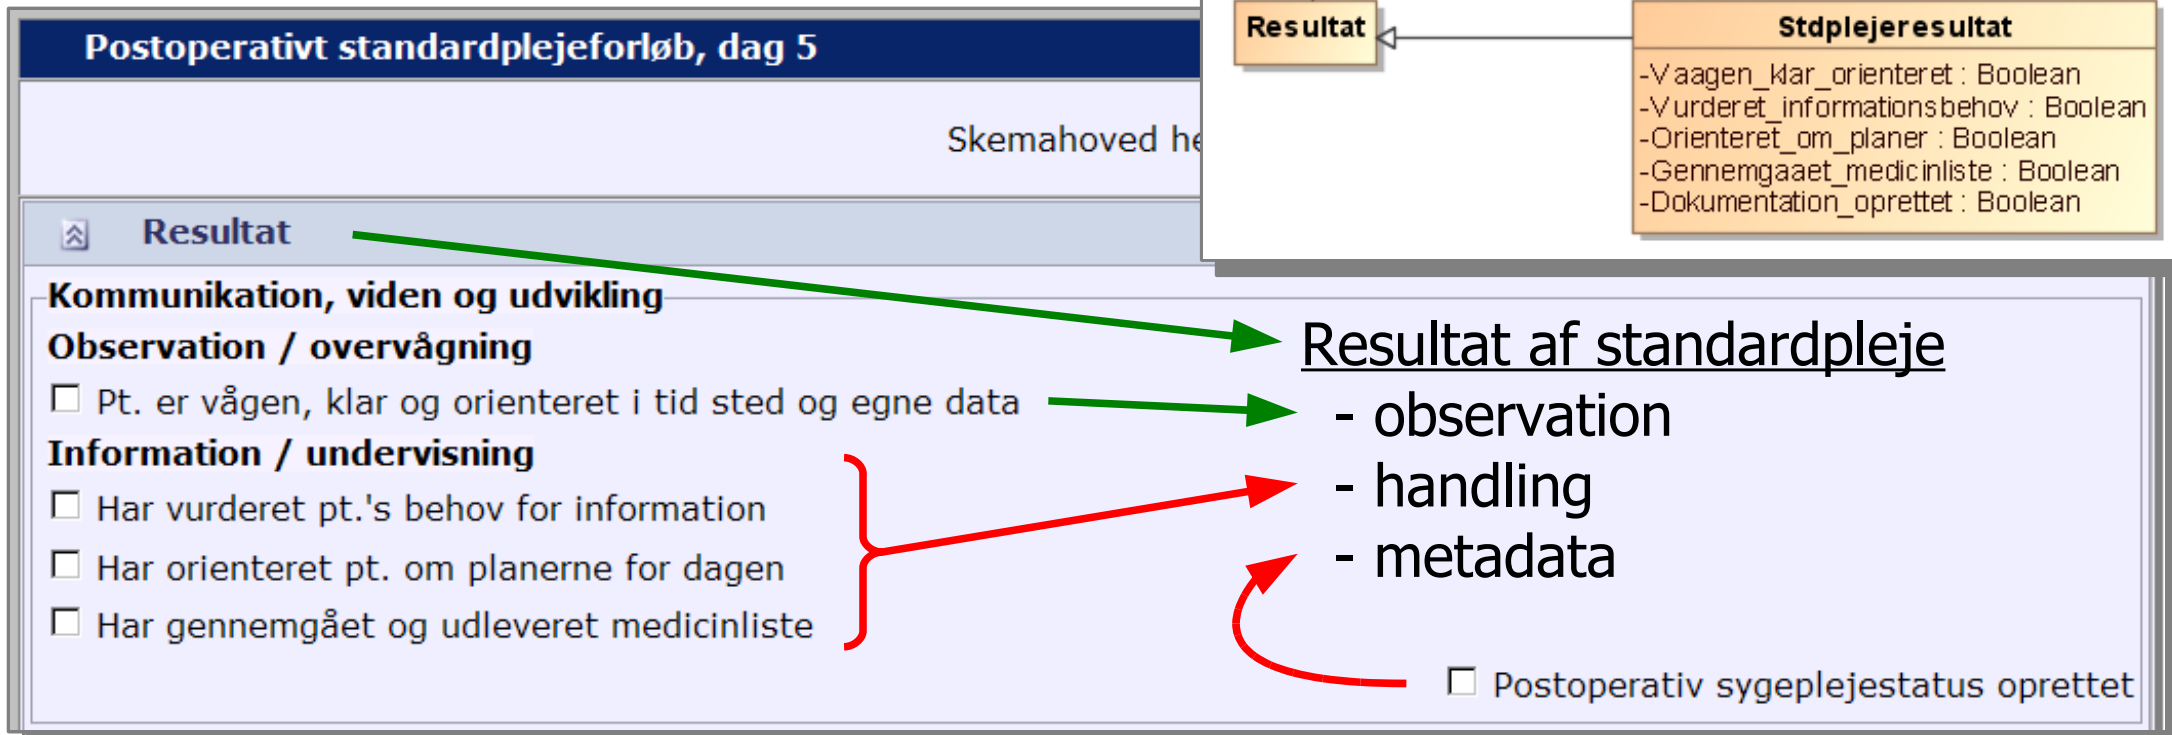 Postoperativt standardplejeforløb, dag 5
Skemahoved
Resultat
Stdplejeresultat
-Vaagen_klar_orienteret : Boolean
-Vurderet_informationsbehov : Boolean
-Orienteret_om_planer : Boolean
-Gennemgaaet_medicinliste : Boolean
-Dokumentation_oprettet : Boolean
Resultat
Kommunikation, viden og udvikling
Observation / overvågning
Pt. er vågen, klar og orienteret i tid sted og egne data
Information / undervisning
Har vurderet pt.'s behov for information
Har orienteret pt. om planerne for dagen
Har gennemgået og udleveret medicinliste
Resultat af standardpleje
- observation
- handling
- metadata
Postoperativ sygeplejestatus oprettet